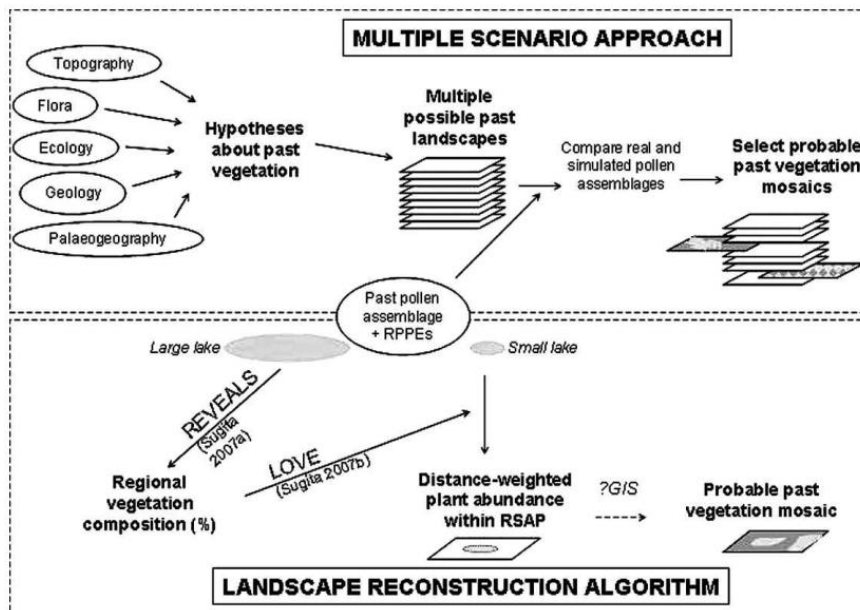 MULTIPLE SCENARIO APPROACH
Topography
Flora
Ecology
Geology
Palaeogeography
Hypotheses
about past
vegetation
Multiple
possible past
landscapes
Compare real and
simulated pollen
assemblages
Select probable
past vegetation
mosaics
Past pollen
assemblage
+ RPPEs
Large lake
Small lake
REVEALS
(Sugita
2007a)
LOVE
(Sugita 2007b)
Regional
vegetation
composition (%)
Distance-weighted
plant abundance
within RSAP
?GIS
Probable past
vegetation mosaic
LANDSCAPE RECONSTRUCTION ALGORITHM